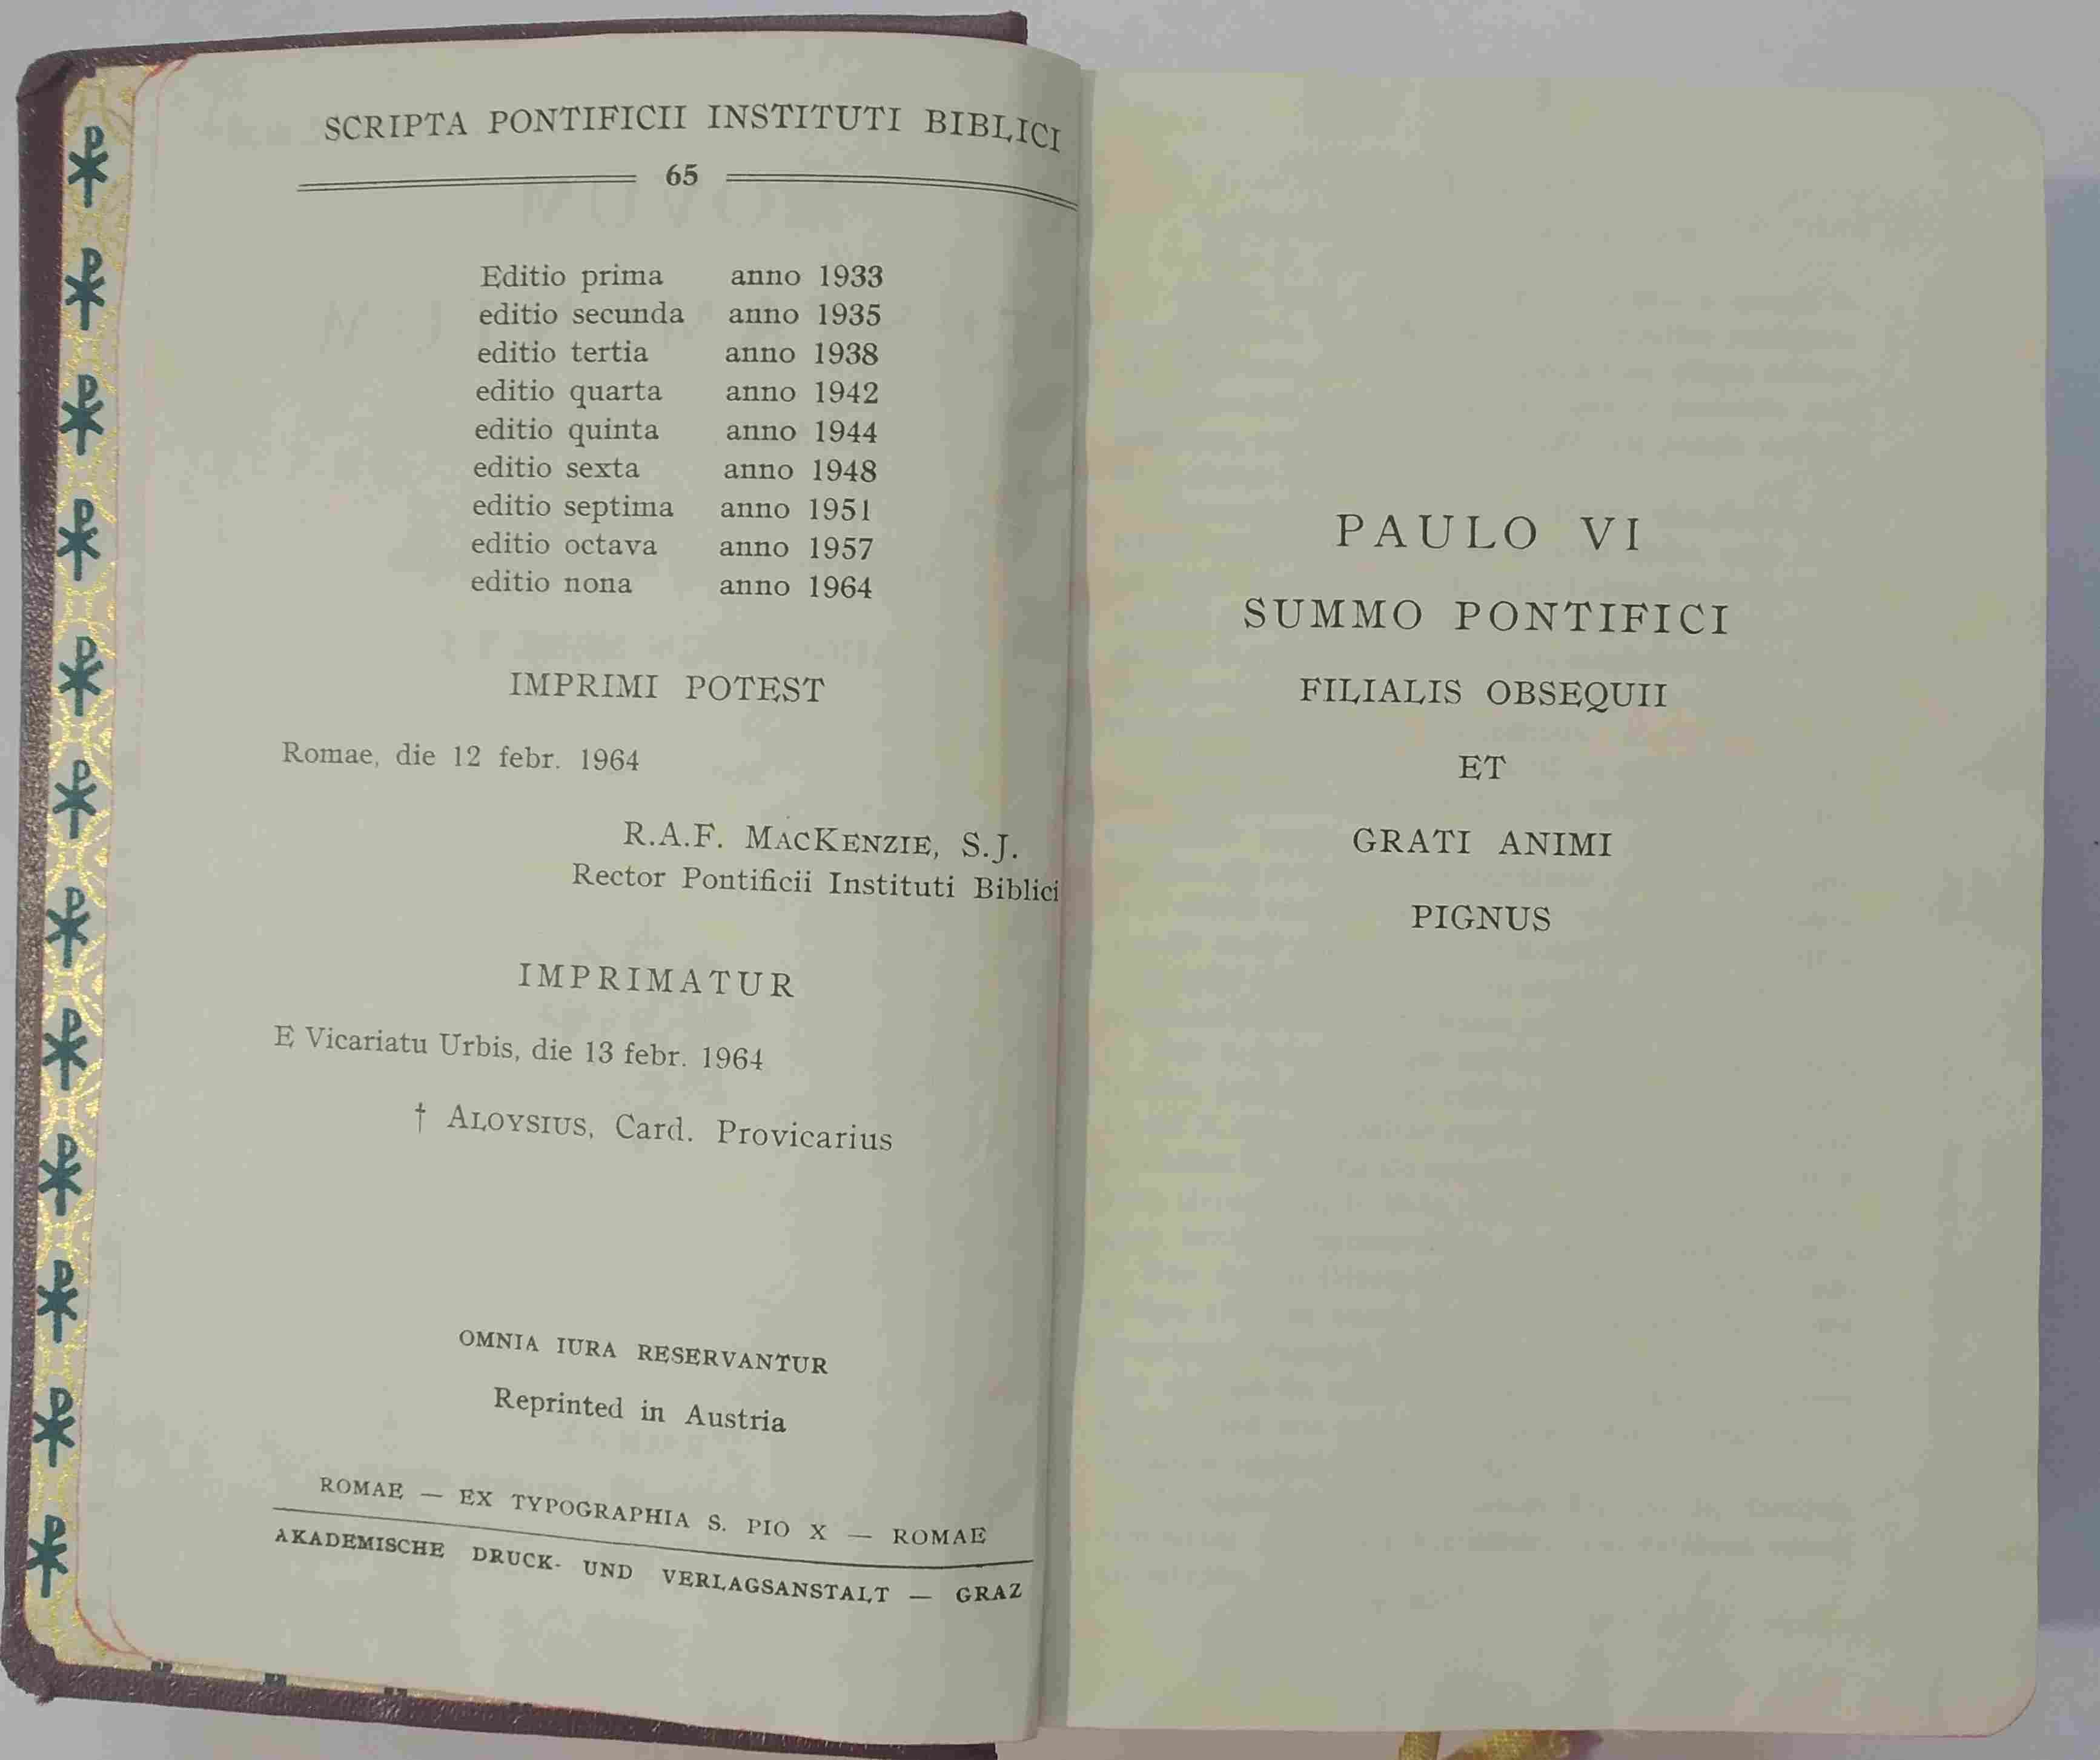 SCRIPTA PONTIFICII INSTITUTI BIBLICI
65
Editio prima anno 1933
editio secunda anno 1935
editio tertia anno 1938
editio quarta anno 1942
editio quinta anno 1944
editio sexta anno 1948
editio septima anno 1951
editio octava anno 1957
editio nona anno 1964
IMPRIMI POTEST
Romae, die 12 febr. 1964
R.A.F. MACKENZIE, S.J.
Rector Pontificii Instituti Biblici
IMPRIMATUR
E Vicariatu Urbis, die 13 febr. 1964
† ALOYSIUS, Card. Provicarius
OMNIA IURA RESERVANTUR
Reprinted in Austria
ROMAE — EX TYPOGRAPHIA S. PIO X — ROMAE
AKADEMISCHE DRUCK- UND VERLAGSANSTALT — GRAZ
PAULO VI
SUMMO PONTIFICI
FILIALIS OBSEQUII
ET
GRATI ANIMI
PIGNUS